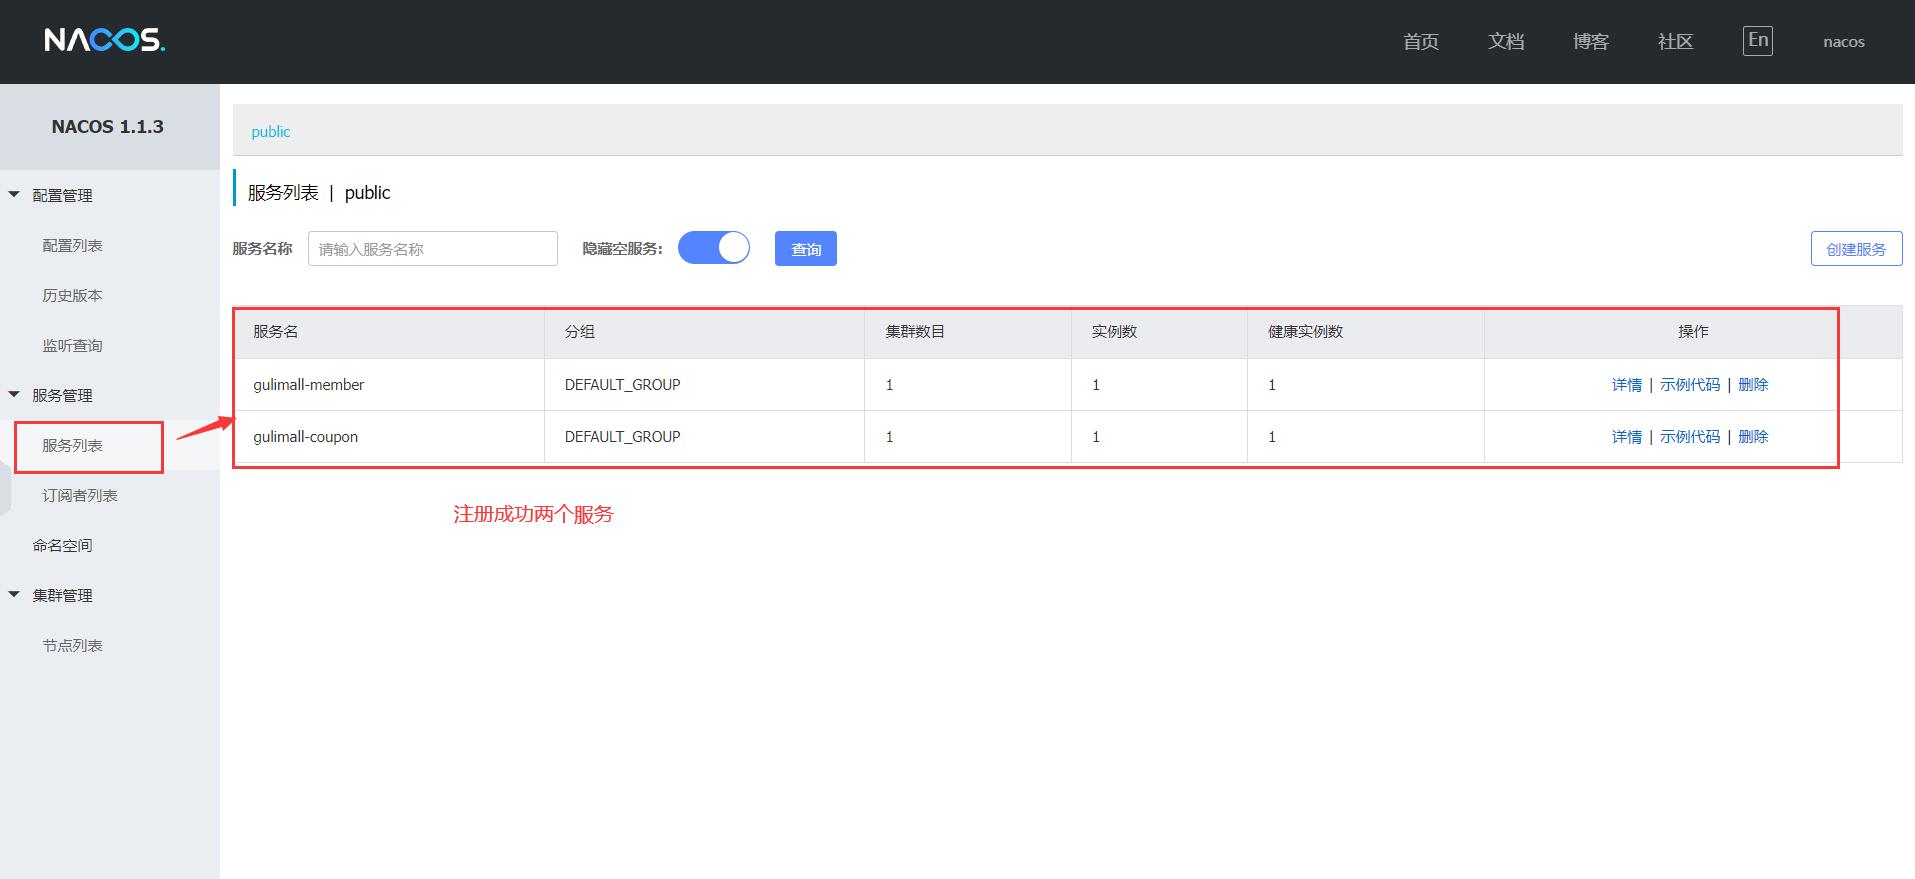 NACOS.
首页 文档 博客 社区 En nacos
NACOS 1.1.3
配置管理
配置列表
历史版本
监听查询
服务管理
服务列表
订阅者列表
命名空间
集群管理
节点列表
public
服务列表 | public
服务名称 请输入服务名称 隐藏空服务: 查询 创建服务
服务名 分组 集群数目 实例数 健康实例数 操作
gulimall-member DEFAULT_GROUP 1 1 1 详情 | 示例代码 | 删除
gulimall-coupon DEFAULT_GROUP 1 1 1 详情 | 示例代码 | 删除
注册成功两个服务